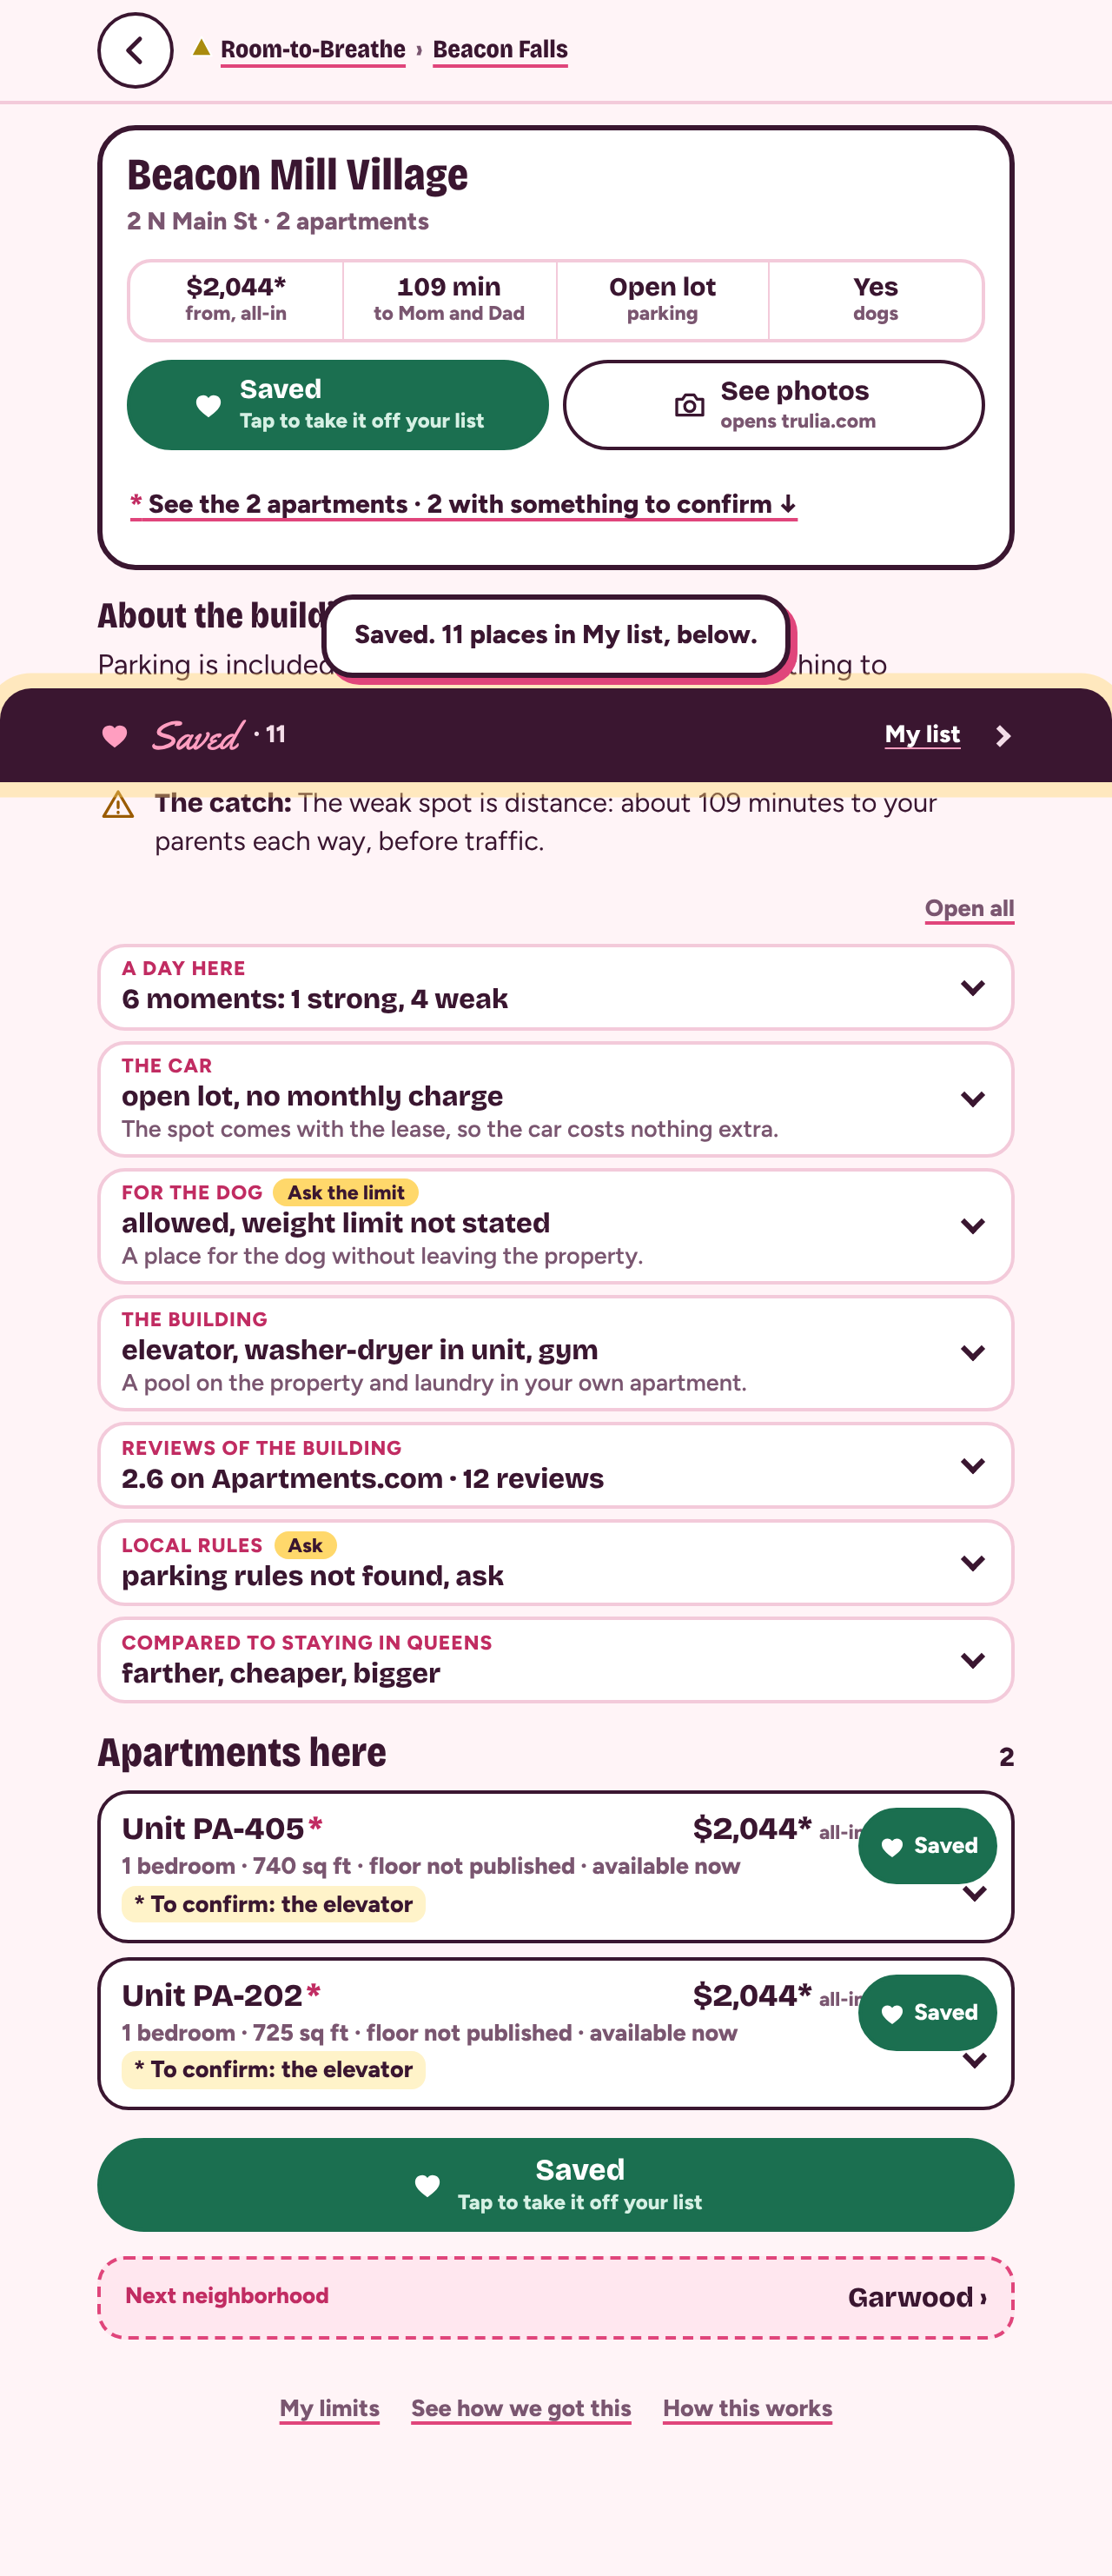 Room-to-Breathe › Beacon Falls
Beacon Mill Village
2 N Main St · 2 apartments
$2,044*
from, all-in
109 min
to Mom and Dad
Open lot
parking
Yes
dogs
Saved
Tap to take it off your list
See photos
opens trulia.com
* See the 2 apartments · 2 with something to confirm ↓
About the
Saved. 11 places in My list, below.
Parking is included
to
Saved · 11
My list
The catch: The weak spot is distance: about 109 minutes to your
parents each way, before traffic.
Open all
A DAY HERE
6 moments: 1 strong, 4 weak
THE CAR
open lot, no monthly charge
The spot comes with the lease, so the car costs nothing extra.
FOR THE DOG Ask the limit
allowed, weight limit not stated
A place for the dog without leaving the property.
THE BUILDING
elevator, washer-dryer in unit, gym
A pool on the property and laundry in your own apartment.
REVIEWS OF THE BUILDING
2.6 on Apartments.com · 12 reviews
LOCAL RULES Ask
parking rules not found, ask
COMPARED TO STAYING IN QUEENS
farther, cheaper, bigger
Apartments here 2
Unit PA-405* $2,044*
Saved
1 bedroom · 740 sq ft · floor not published · available now
* To confirm: the elevator
Unit PA-202* $2,044*
Saved
1 bedroom · 725 sq ft · floor not published · available now
* To confirm: the elevator
Saved
Tap to take it off your list
Next neighborhood Garwood ›
My limits See how we got this How this works